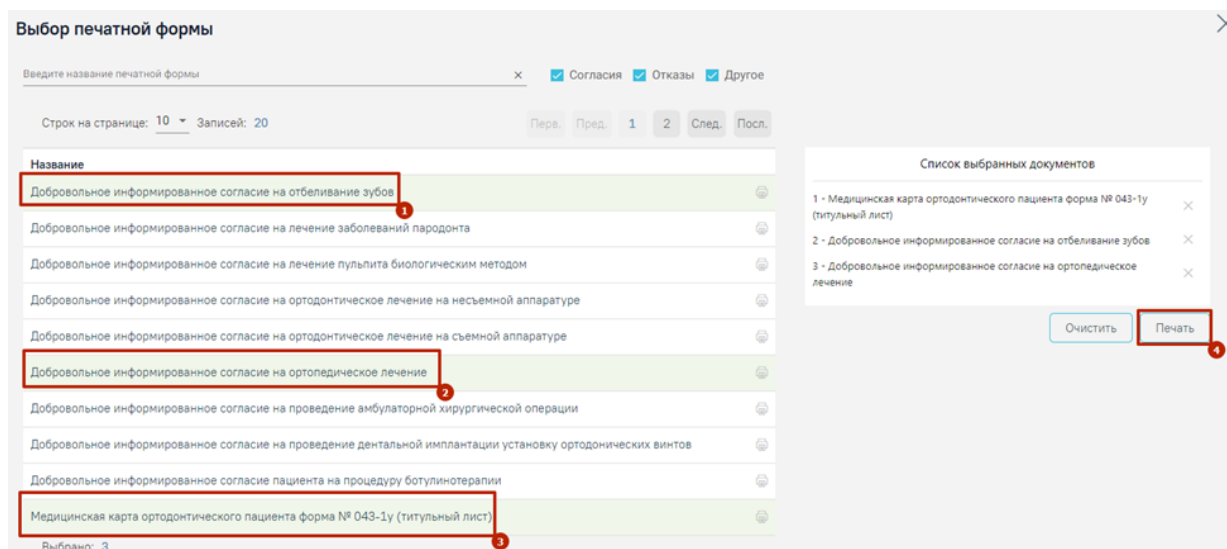 Выбор печатной формы
Введите название печатной формы
Согласия Отказы Другое
Строк на странице: 10 Записей: 20
Перв. Пред. 1 2 След. Посл.
Название
Добровольное информированное согласие на отбеливание зубов
1
Добровольное информированное согласие на лечение заболеваний пародонта
Добровольное информированное согласие на лечение пульпита биологическим методом
Добровольное информированное согласие на ортодонтическое лечение на несъемной аппаратуре
Добровольное информированное согласие на ортодонтическое лечение на съемной аппаратуре
Добровольное информированное согласие на ортопедическое лечение
2
Добровольное информированное согласие на проведение амбулаторной хирургической операции
Добровольное информированное согласие на проведение дентальной имплантации установку ортодонических винтов
Добровольное информированное согласие пациента на процедуру ботулинотерапии
Медицинская карта ортодонтического пациента форма № 043-1у (титульный лист)
3
Выбрано: 3
Список выбранных документов
1 - Медицинская карта ортодонтического пациента форма № 043-1у
(титульный лист)
2 - Добровольное информированное согласие на отбеливание зубов
3 - Добровольное информированное согласие на ортопедическое
лечение
Очистить Печать
4